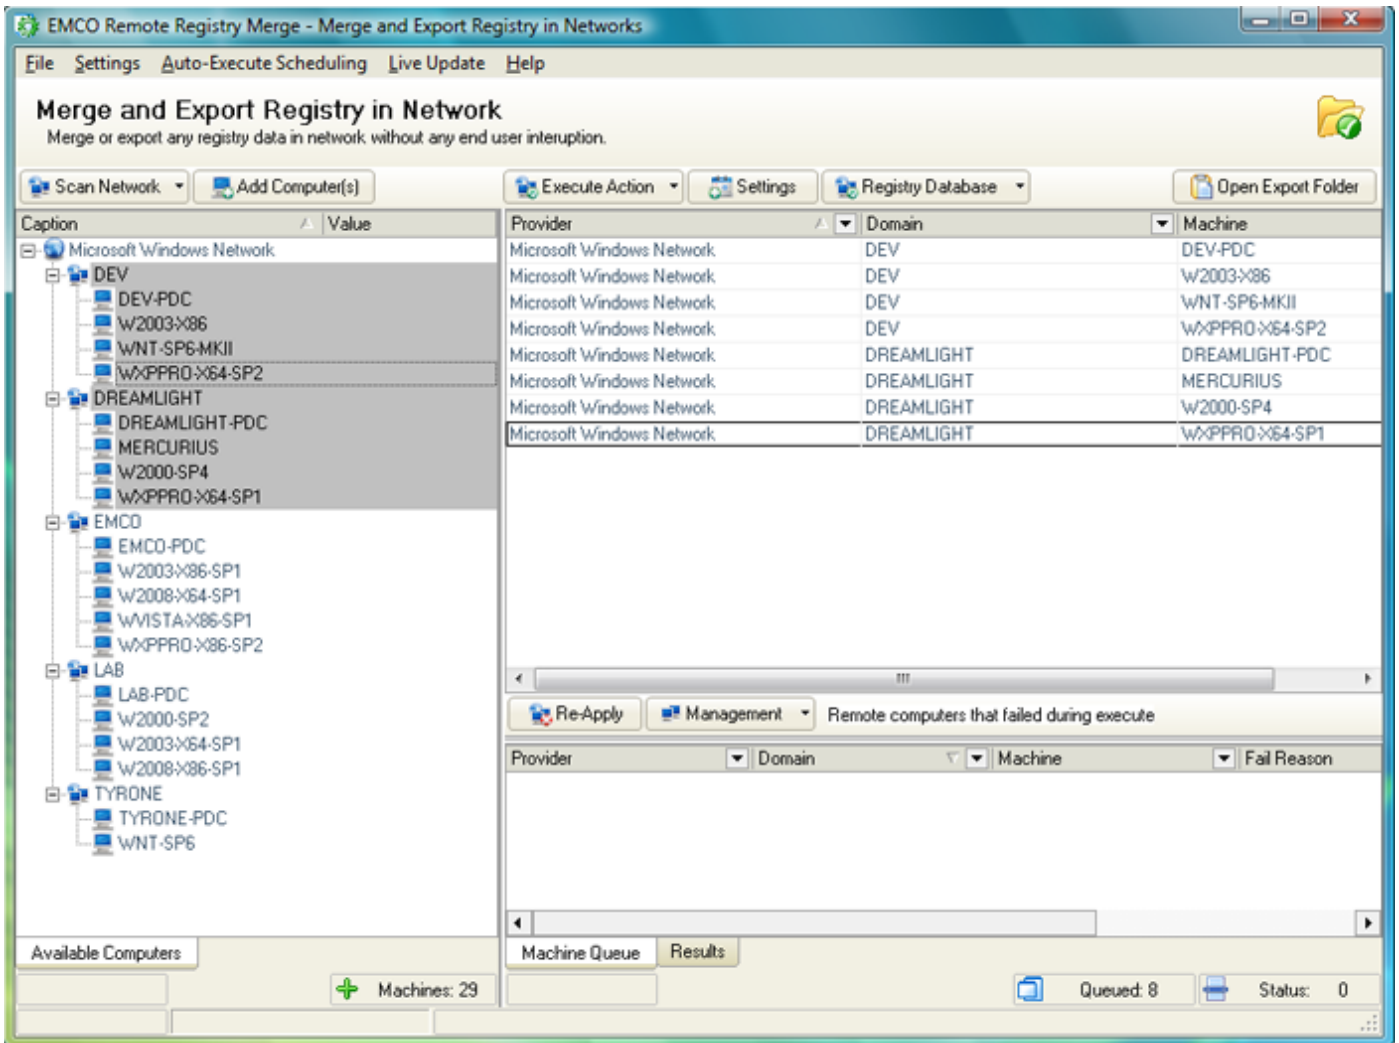 EMCO Remote Registry Merge - Merge and Export Registry in Networks
File Settings Auto-Execute Scheduling Live Update Help
Merge and Export Registry in Network
Merge or export any registry data in network without any end user interuption.
Scan Network Add Computer(s) Execute Action Settings Registry Database Open Export Folder
Caption Value
Microsoft Windows Network
DEV
DEV-PDC
W2003-X86
WNT-SP6-MKII
WXPPRO-X64-SP2
DREAMLIGHT
DREAMLIGHT-PDC
MERCURIUS
W2000-SP4
WXPPRO-X64-SP1
EMCO
EMCO-PDC
W2003-X86-SP1
W2008-X64-SP1
WVISTA-X86-SP1
WXPPRO-X86-SP2
LAB
LAB-PDC
W2000-SP2
W2003-X64-SP1
W2008-X86-SP1
TYRONE
TYRONE-PDC
WNT-SP6
Available Computers
Machines: 29
Provider Domain Machine
Microsoft Windows Network DEV DEV-PDC
Microsoft Windows Network DEV W2003-X86
Microsoft Windows Network DEV WNT-SP6-MKII
Microsoft Windows Network DEV WXPPRO-X64-SP2
Microsoft Windows Network DREAMLIGHT DREAMLIGHT-PDC
Microsoft Windows Network DREAMLIGHT MERCURIUS
Microsoft Windows Network DREAMLIGHT W2000-SP4
Microsoft Windows Network DREAMLIGHT WXPPRO-X64-SP1
Re-Apply Management Remote computers that failed during execute
Provider Domain Machine Fail Reason
Machine Queue Results
Queued: 8 Status: 0